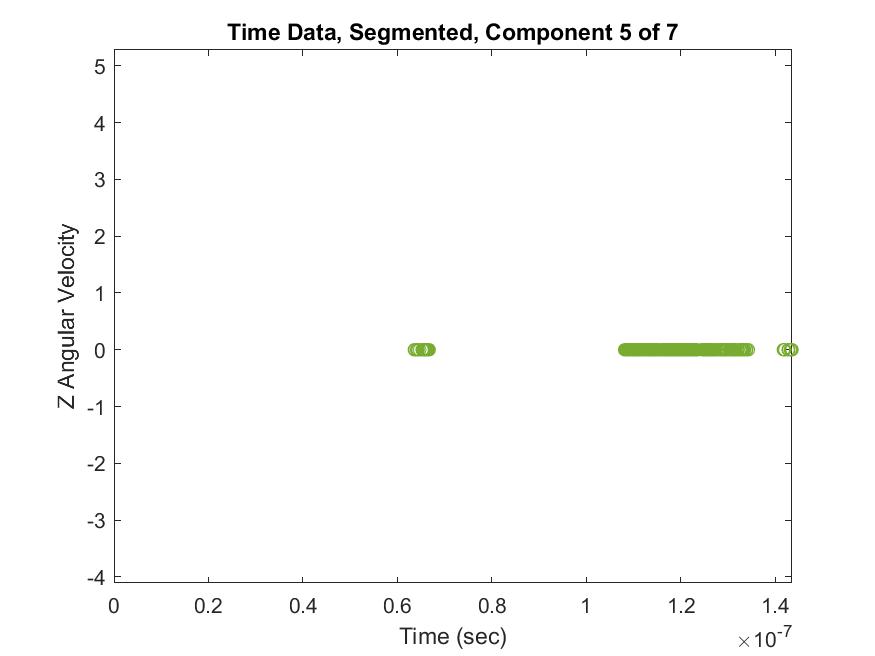 Time Data, Segmented, Component 5 of 7
5
4
3
2
1
0
-1
-2
-3
-4
Z Angular Velocity
0 0.2 0.4 0.6 0.8 1 1.2 1.4
Time (sec)
×10-7